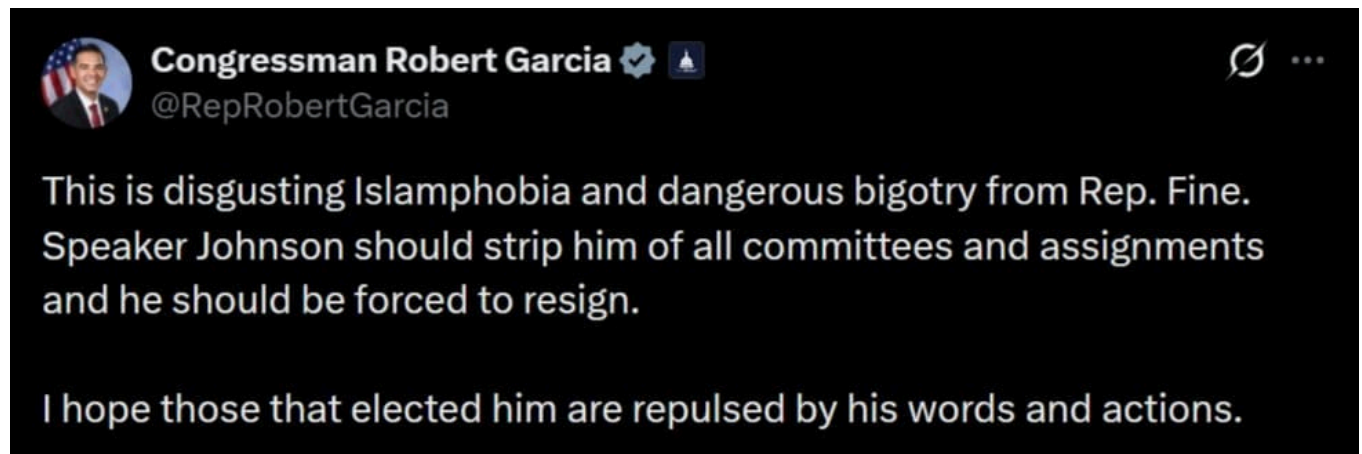 Congressman Robert Garcia
@RepRobertGarcia
This is disgusting Islamphobia and dangerous bigotry from Rep. Fine.
Speaker Johnson should strip him of all committees and assignments
and he should be forced to resign.
I hope those that elected him are repulsed by his words and actions.